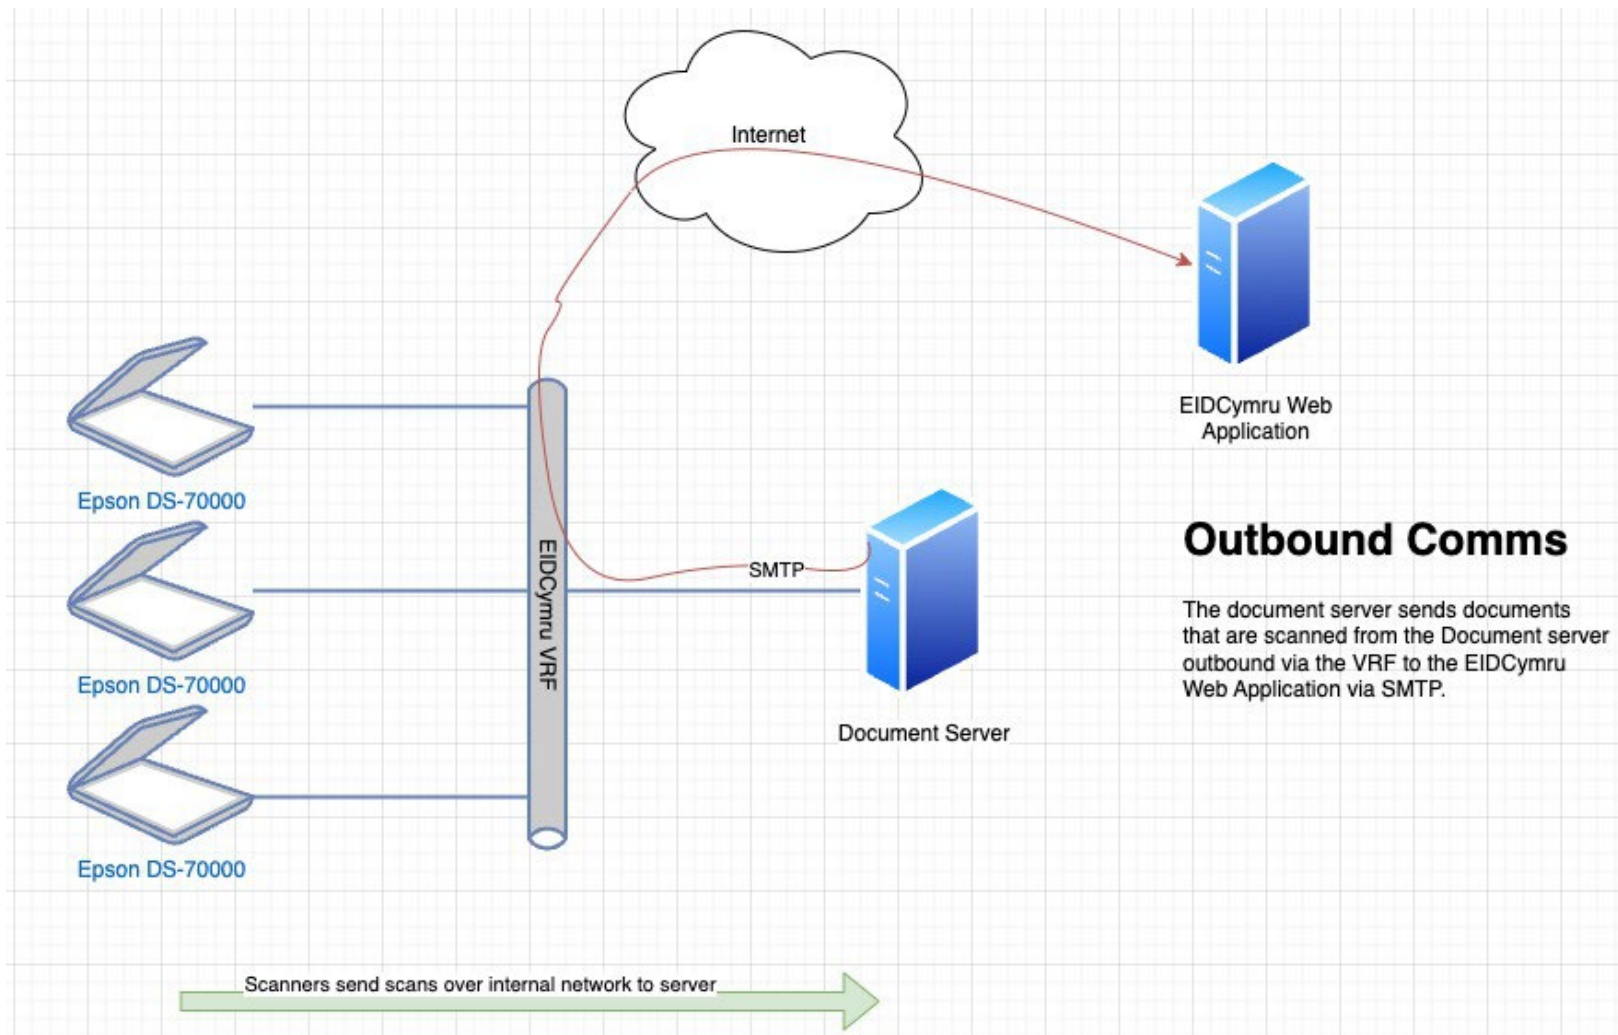 Internet
EIDCymru Web
Application
Epson DS-70000
EIDCymru VRF
SMTP
Outbound Comms
The document server sends documents
that are scanned from the Document server
outbound via the VRF to the EIDCymru
Web Application via SMTP.
Epson DS-70000
Document Server
Epson DS-70000
Scanners send scans over internal network to server